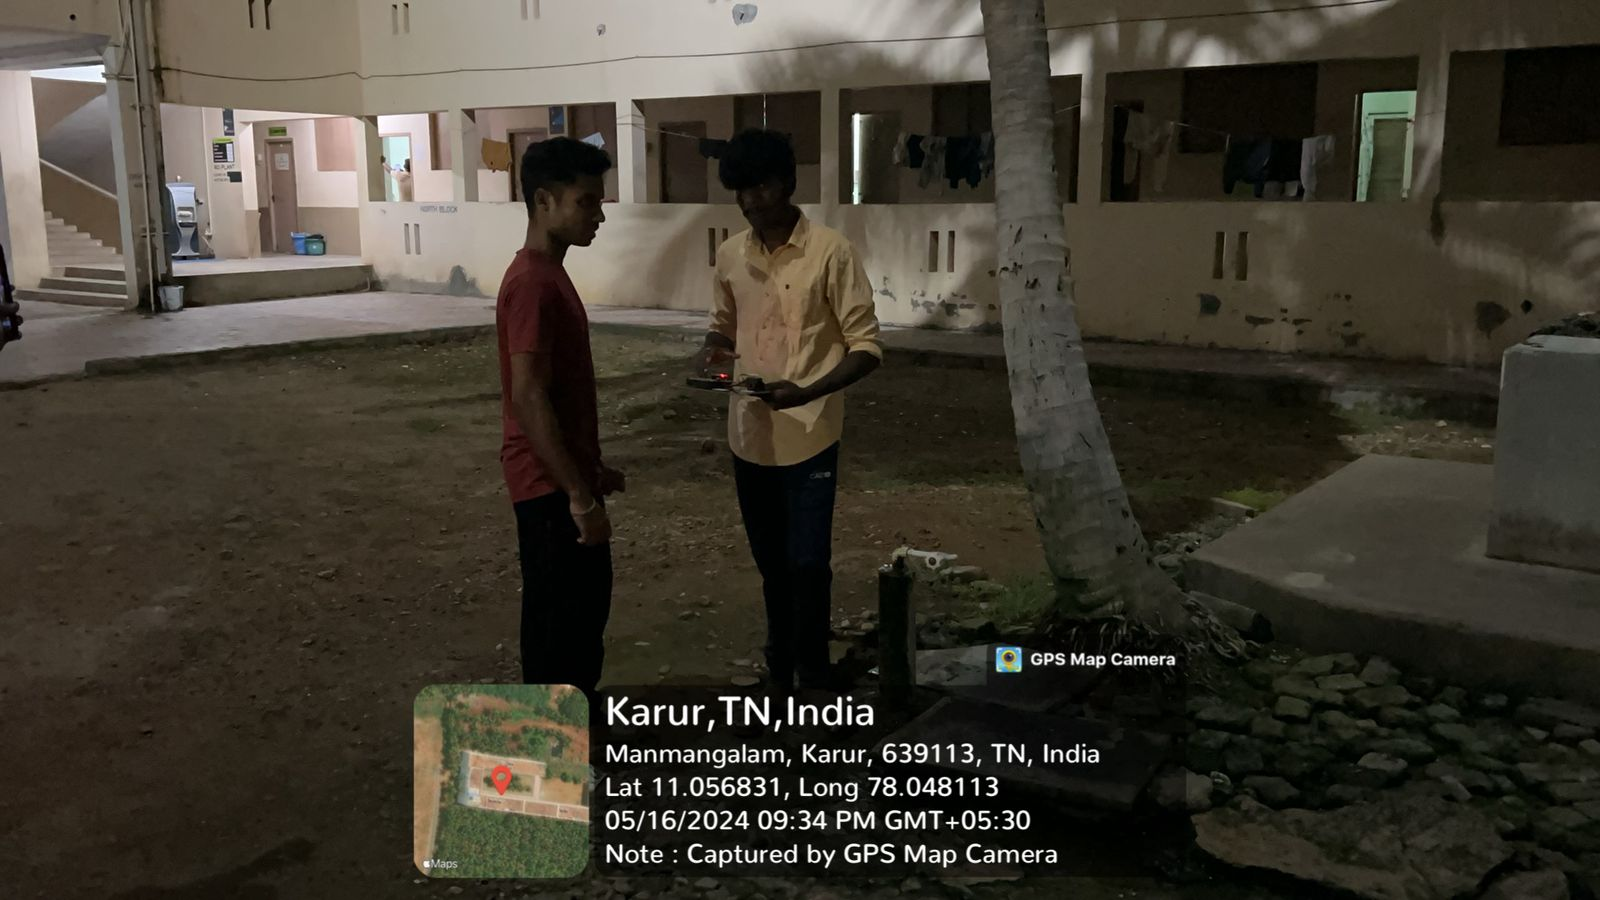 NORTH BLOCK
GPS Map Camera
Karur,TN,India
Manmangalam, Karur, 639113, TN, India
Lat 11.056831, Long 78.048113
05/16/2024 09:34 PM GMT+05:30
Note : Captured by GPS Map Camera
Maps